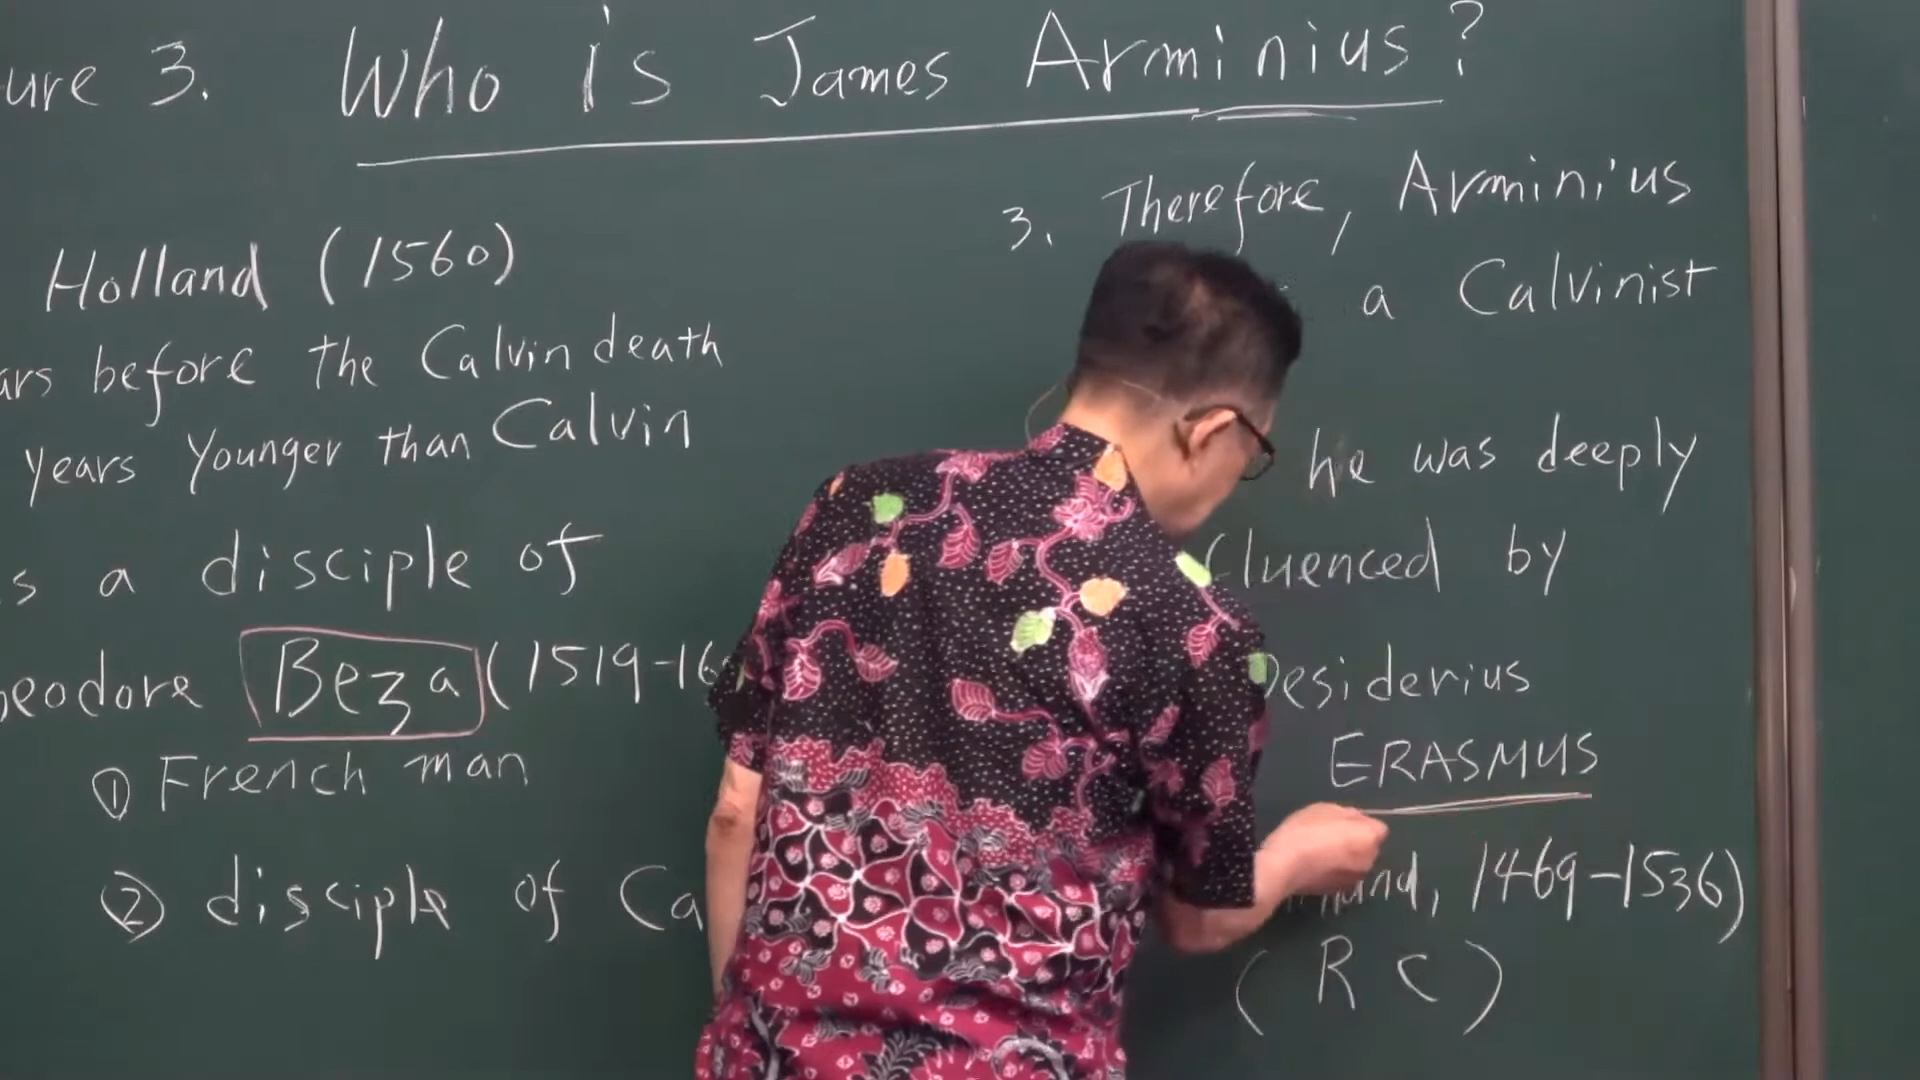 ure 3. Who is James Arminius?
Holland (1560)
ars before the Calvin death
years younger than Calvin
s a disciple of
eodore Beza (1519-16
① French man
② disciple of Ca
3. Therefore, Arminius
a Calvinist
he was deeply
fluenced by
Desiderius
ERASMUS
1469-1536)
(RC)